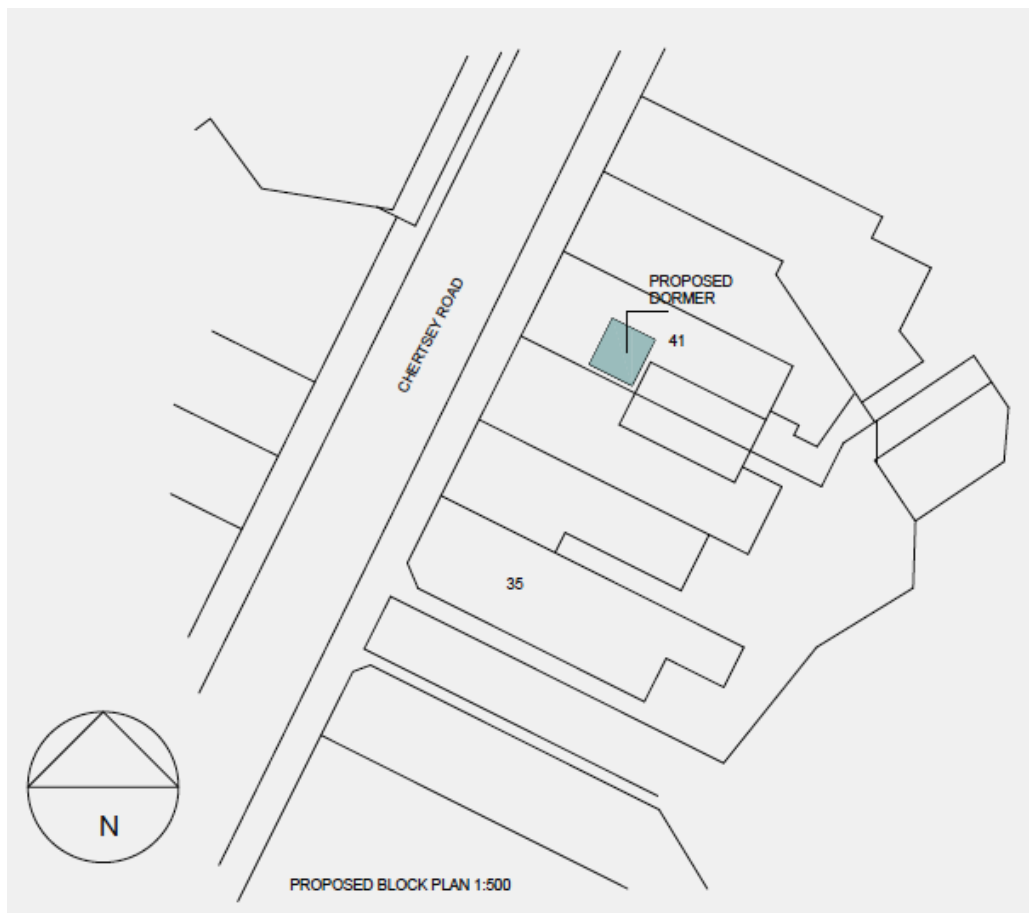 PROPOSED
DORMER
41
CHERTSEY ROAD
35
N
PROPOSED BLOCK PLAN 1:500